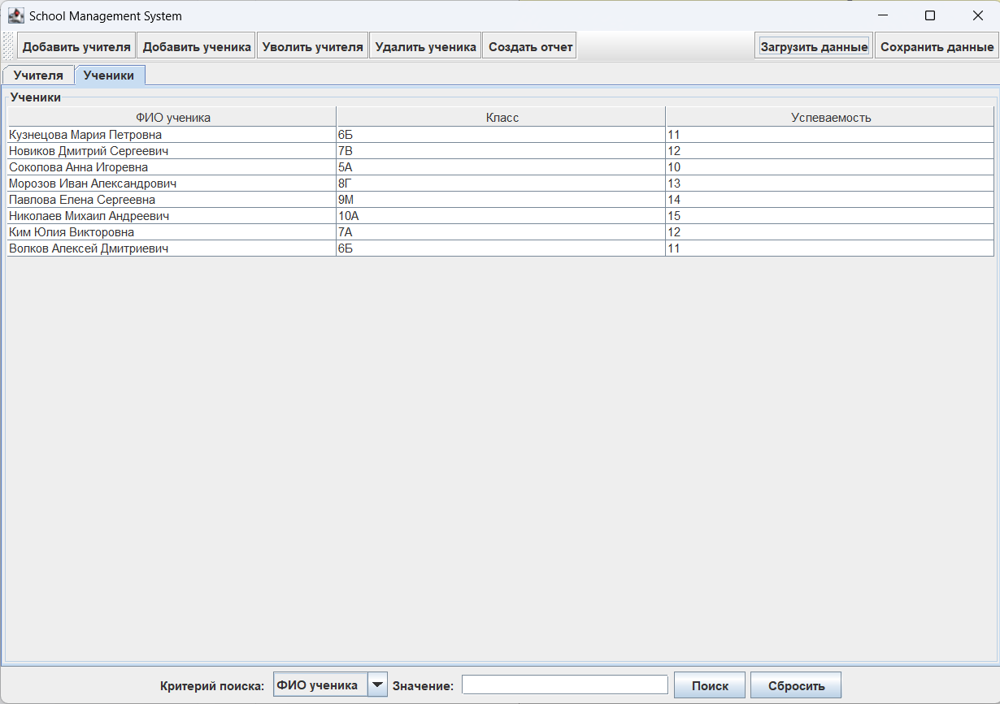 School Management System
Добавить учителя Добавить ученика Уволить учителя Удалить ученика Создать отчет Загрузить данные Сохранить данные
Учителя Ученики
Ученики
ФИО ученика Класс Успеваемость
Кузнецова Мария Петровна 6Б 11
Новиков Дмитрий Сергеевич 7В 12
Соколова Анна Игоревна 5А 10
Морозов Иван Александрович 8Г 13
Павлова Елена Сергеевна 9М 14
Николаев Михаил Андреевич 10А 15
Ким Юлия Викторовна 7А 12
Волков Алексей Дмитриевич 6Б 11
Критерий поиска: ФИО ученика Значение: Поиск Сбросить